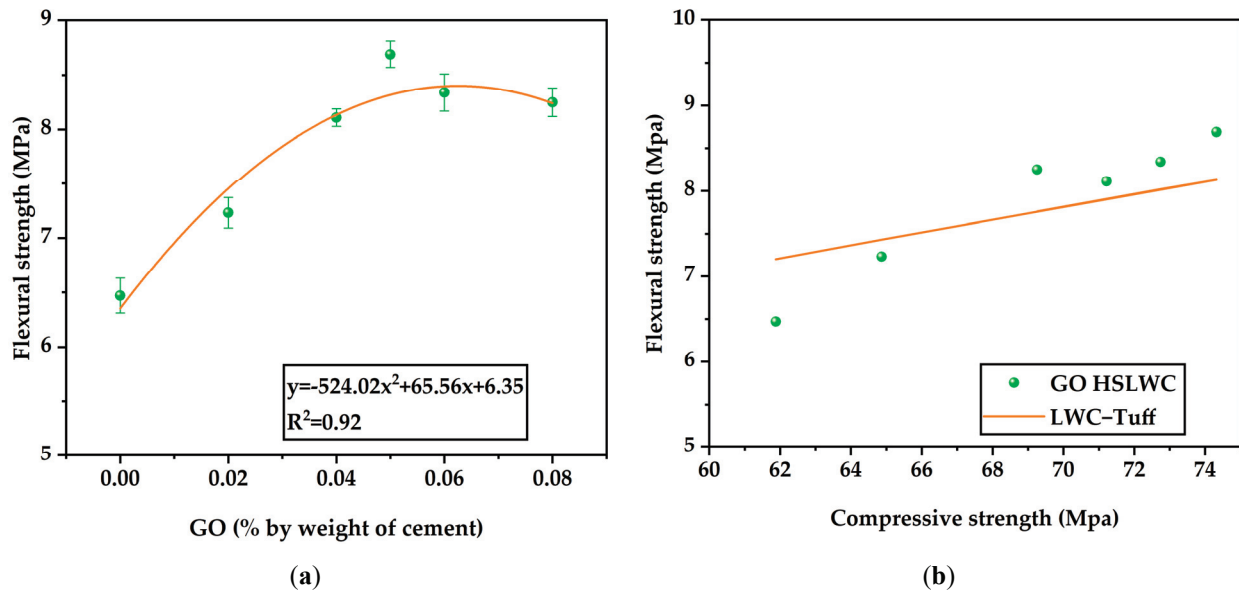 9
8
7
6
5
Flexural strength (MPa)
y=-524.02x²+65.56x+6.35
R²=0.92
0.00 0.02 0.04 0.06 0.08
GO (% by weight of cement)
(a)
10
9
8
7
6
5
Flexural strength (Mpa)
GO HSLWC
LWC–Tuff
60 62 64 66 68 70 72 74
Compressive strength (Mpa)
(b)